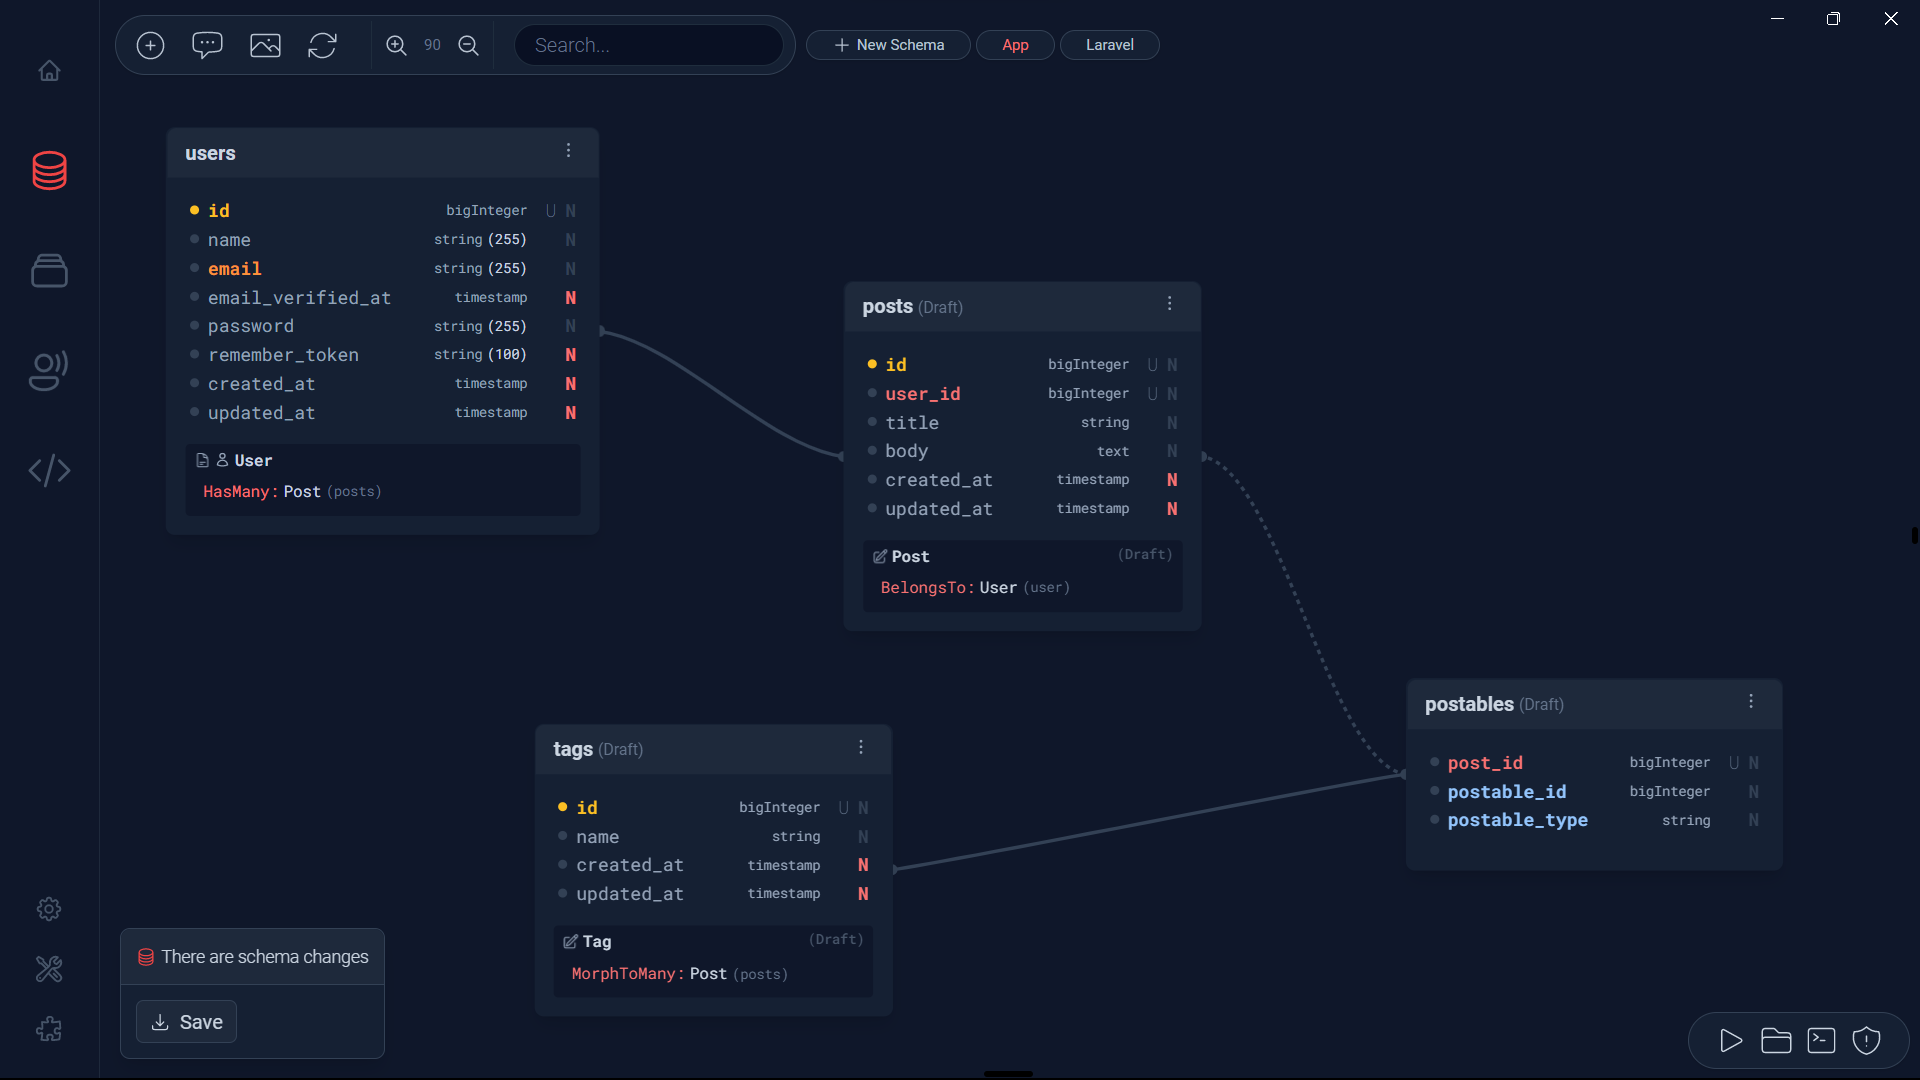 90
Search...
New Schema
App
Laravel
users
id bigInteger U N
name string (255) N
email string (255) N
email_verified_at timestamp N
password string (255) N
remember_token string (100) N
created_at timestamp N
updated_at timestamp N
User
HasMany: Post (posts)
posts (Draft)
id bigInteger U N
user_id bigInteger U N
title string N
body text N
created_at timestamp N
updated_at timestamp N
Post (Draft)
BelongsTo: User (user)
postables (Draft)
post_id bigInteger U N
postable_id bigInteger N
postable_type string N
tags (Draft)
id bigInteger U N
name string N
created_at timestamp N
updated_at timestamp N
Tag (Draft)
MorphToMany: Post (posts)
There are schema changes
Save